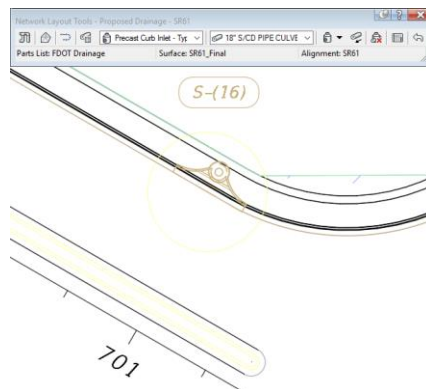 Network Layout Tools - Proposed Drainage - SR61
Precast Curb Inlet - Typ
18" S/CD PIPE CULVE
Parts List: FDOT Drainage
Surface: SR61_Final
Alignment: SR61
S-(16)
701